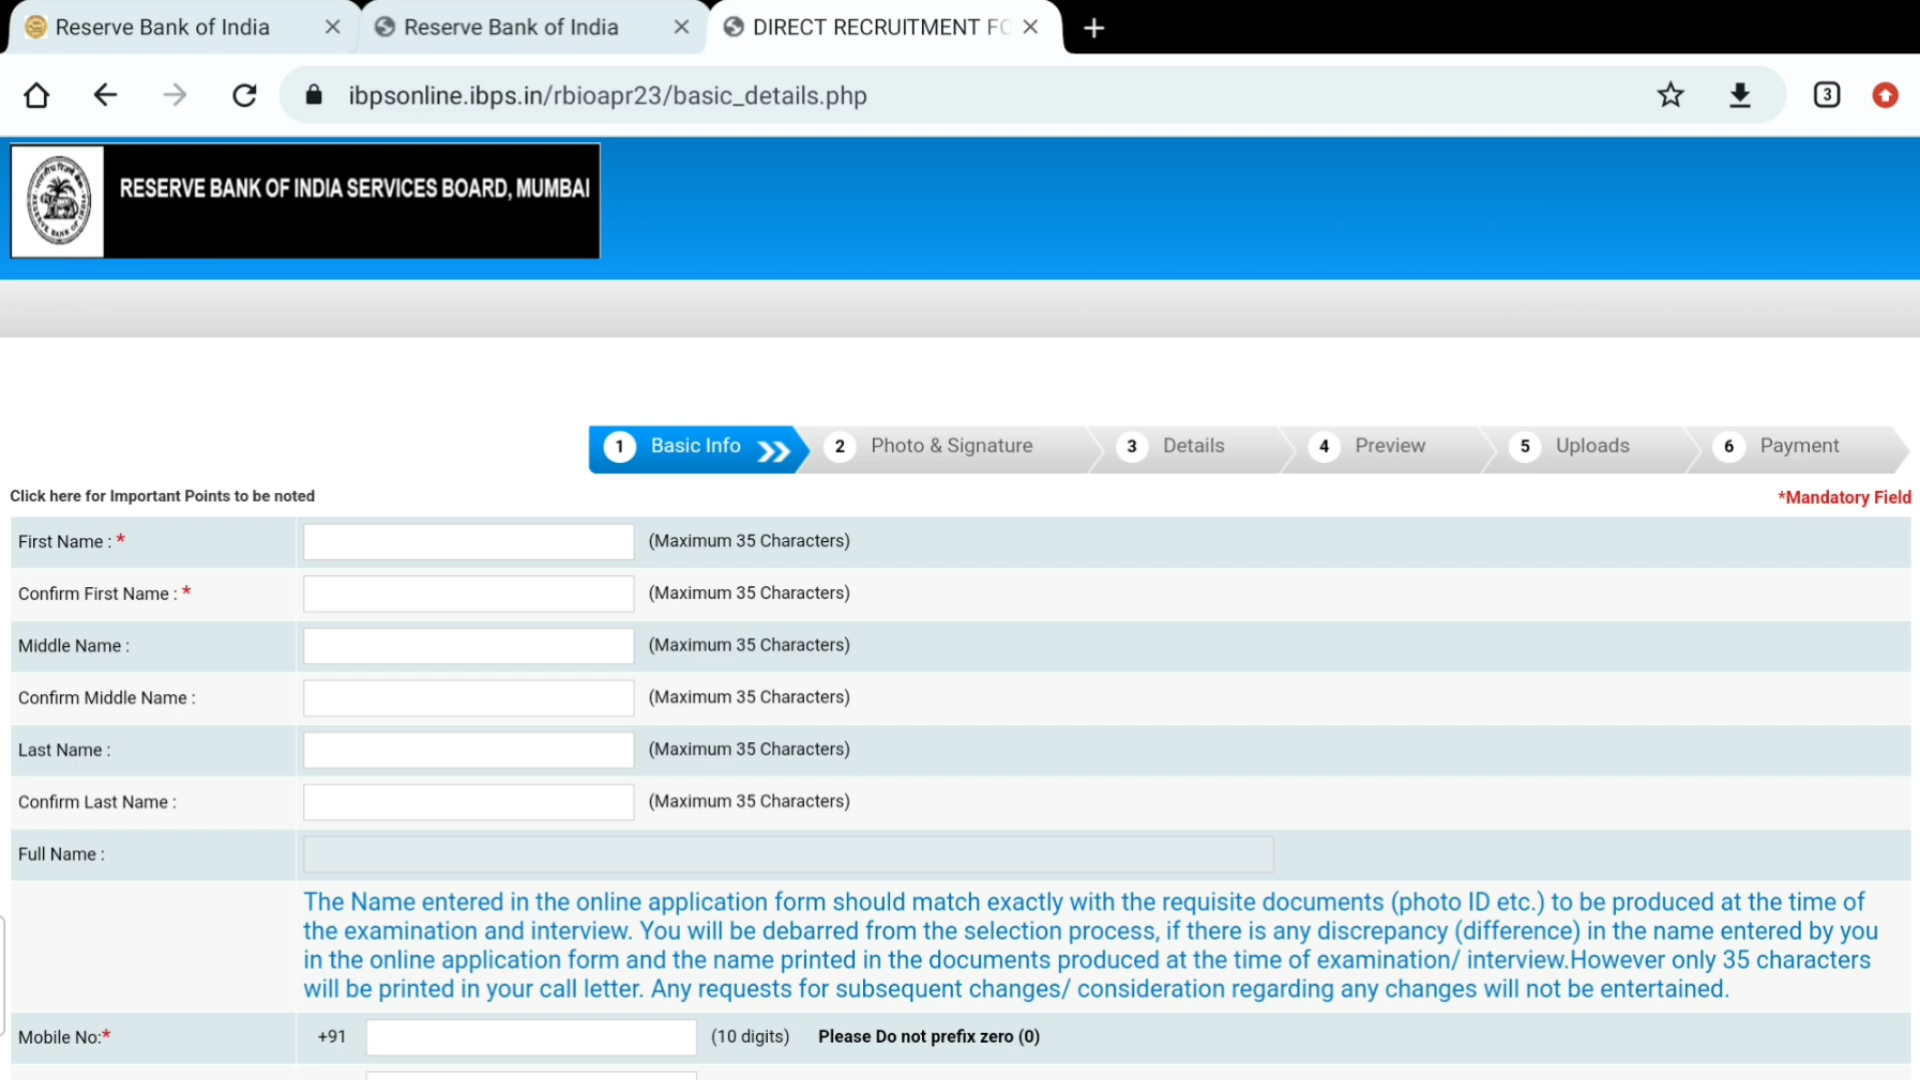 Reserve Bank of India
Reserve Bank of India
DIRECT RECRUITMENT FO
ibpsonline.ibps.in/rbioapr23/basic_details.php
3
RESERVE BANK OF INDIA SERVICES BOARD, MUMBAI
1 Basic Info
2 Photo & Signature
3 Details
4 Preview
5 Uploads
6 Payment
Click here for Important Points to be noted
*Mandatory Field
First Name : * (Maximum 35 Characters)
Confirm First Name : * (Maximum 35 Characters)
Middle Name : (Maximum 35 Characters)
Confirm Middle Name : (Maximum 35 Characters)
Last Name : (Maximum 35 Characters)
Confirm Last Name : (Maximum 35 Characters)
Full Name :
The Name entered in the online application form should match exactly with the requisite documents (photo ID etc.) to be produced at the time of
the examination and interview. You will be debarred from the selection process, if there is any discrepancy (difference) in the name entered by you
in the online application form and the name printed in the documents produced at the time of examination/ interview.However only 35 characters
will be printed in your call letter. Any requests for subsequent changes/ consideration regarding any changes will not be entertained.
Mobile No:* +91 (10 digits) Please Do not prefix zero (0)